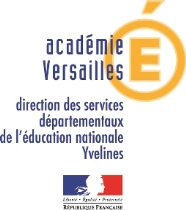 académie
Versailles
É
direction des services
départementaux
de l'éducation nationale
Yvelines
Liberté • Égalité • Fraternité
RÉPUBLIQUE FRANÇAISE